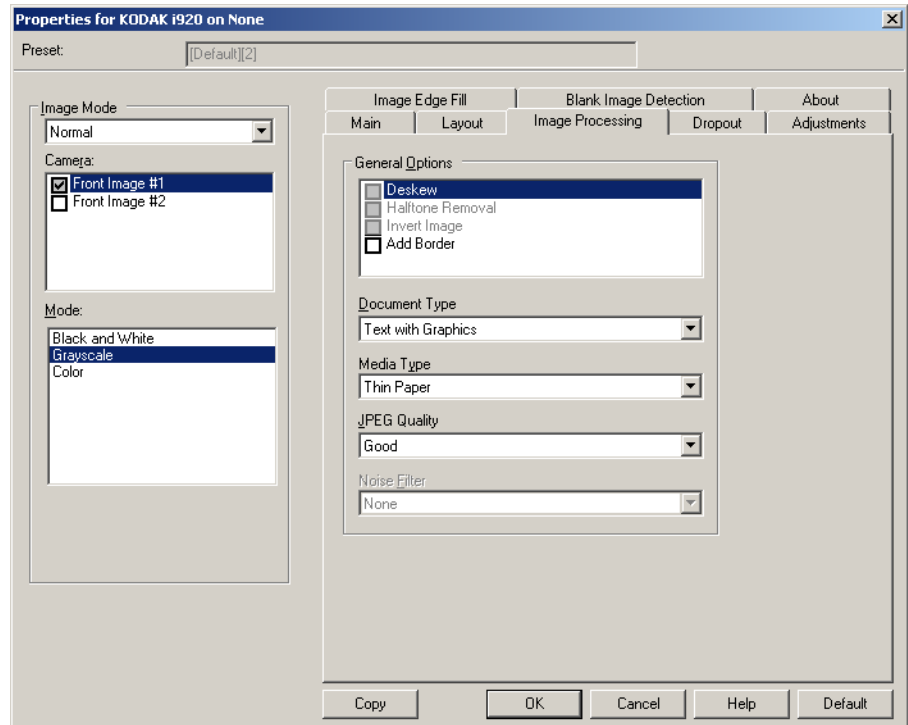 Properties for KODAK i920 on None
Preset:
[Default][2]
Image Mode
Normal
Camera:
Front Image #1
Front Image #2
Mode:
Black and White
Grayscale
Color
Image Edge Fill
Blank Image Detection
About
Main
Layout
Image Processing
Dropout
Adjustments
General Options
Deskew
Halftone Removal
Invert Image
Add Border
Document Type
Text with Graphics
Media Type
Thin Paper
JPEG Quality
Good
Noise Filter
None
Copy
OK
Cancel
Help
Default